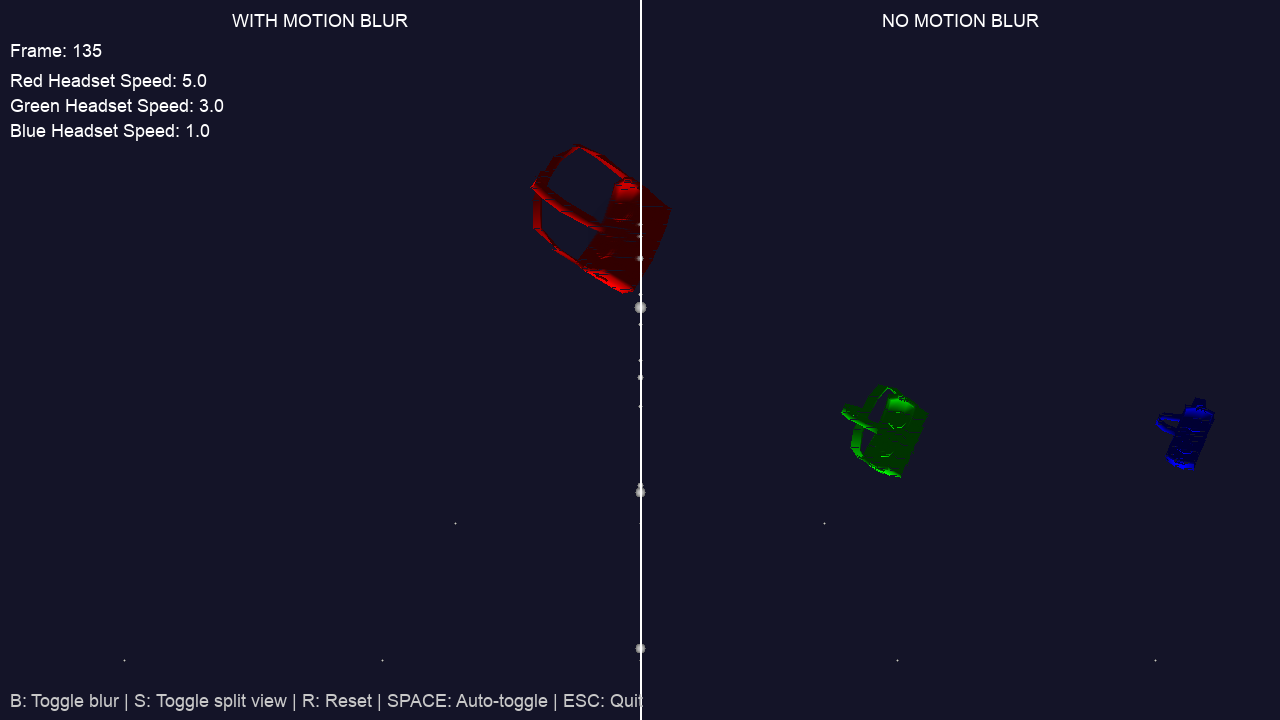 WITH MOTION BLUR
NO MOTION BLUR
Frame: 135
Red Headset Speed: 5.0
Green Headset Speed: 3.0
Blue Headset Speed: 1.0
B: Toggle blur | S: Toggle split view | R: Reset | SPACE: Auto-toggle | ESC: Quit